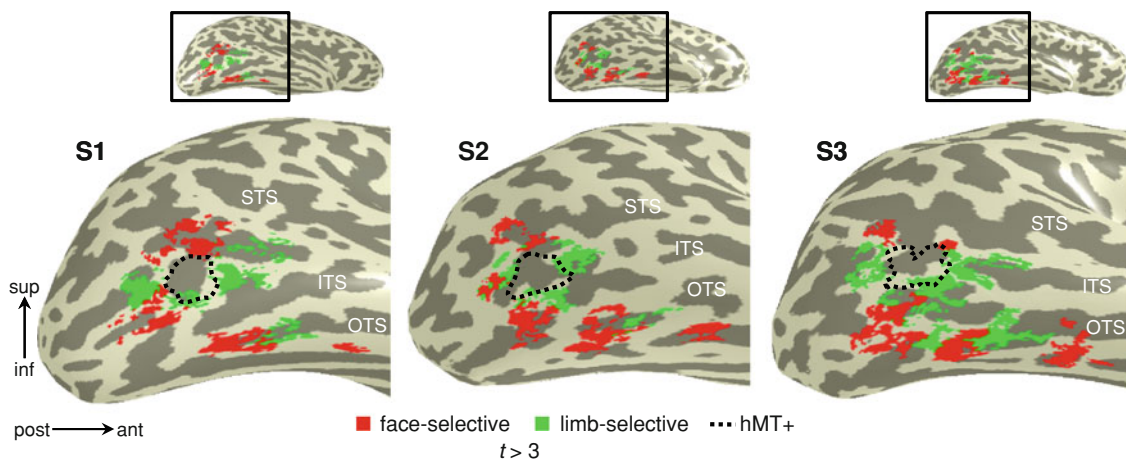 S1
STS
ITS
OTS
S2
STS
ITS
OTS
S3
STS
ITS
OTS
sup
inf
post ant
face-selective limb-selective hMT+
t > 3